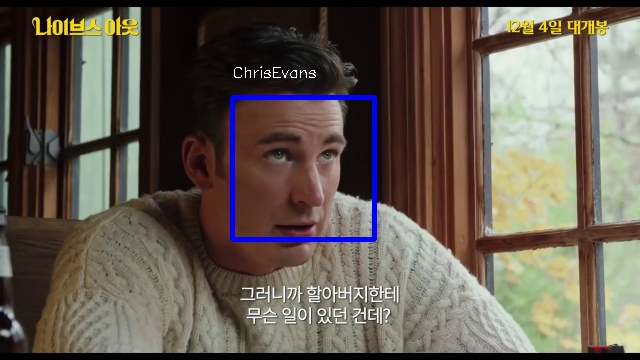 나이브스 아웃
12월 4일 대개봉
ChrisEvans
그러니까 할아버지한테
무슨 일이 있던 건데?